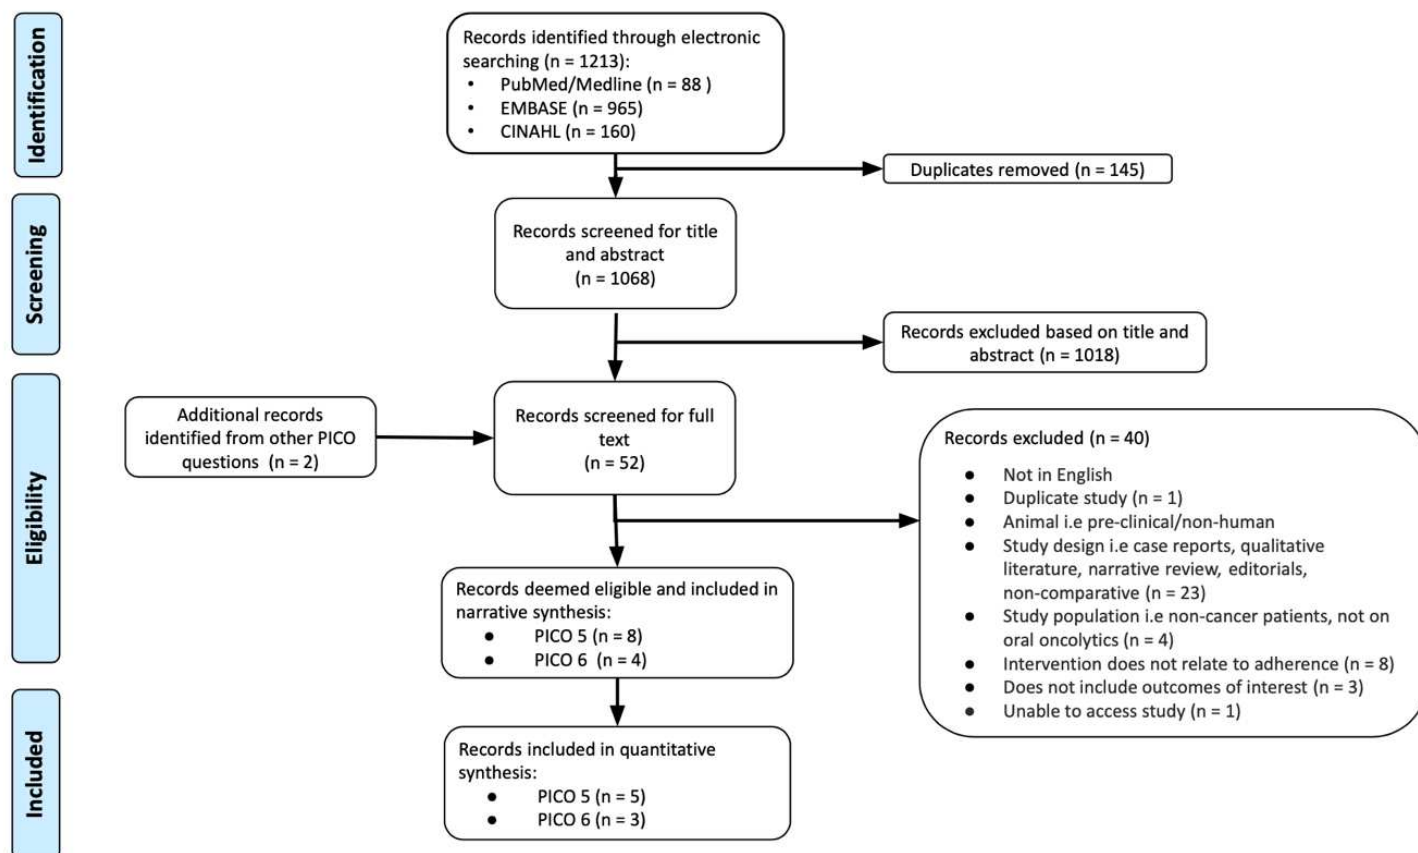 Identification
Records identified through electronic
searching (n = 1213):
• PubMed/Medline (n = 88 )
• EMBASE (n = 965)
• CINAHL (n = 160)
Duplicates removed (n = 145)
Screening
Records screened for title
and abstract
(n = 1068)
Records excluded based on title and
abstract (n = 1018)
Eligibility
Additional records
identified from other PICO
questions (n = 2)
Records screened for full
text
(n = 52)
Records excluded (n = 40)
● Not in English
● Duplicate study (n = 1)
● Animal i.e pre-clinical/non-human
● Study design i.e case reports, qualitative
literature, narrative review, editorials,
non-comparative (n = 23)
● Study population i.e non-cancer patients, not on
oral oncolytics (n = 4)
● Intervention does not relate to adherence (n = 8)
● Does not include outcomes of interest (n = 3)
● Unable to access study (n = 1)
Records deemed eligible and included in
narrative synthesis:
● PICO 5 (n = 8)
● PICO 6 (n = 4)
Included
Records included in quantitative
synthesis:
● PICO 5 (n = 5)
● PICO 6 (n = 3)